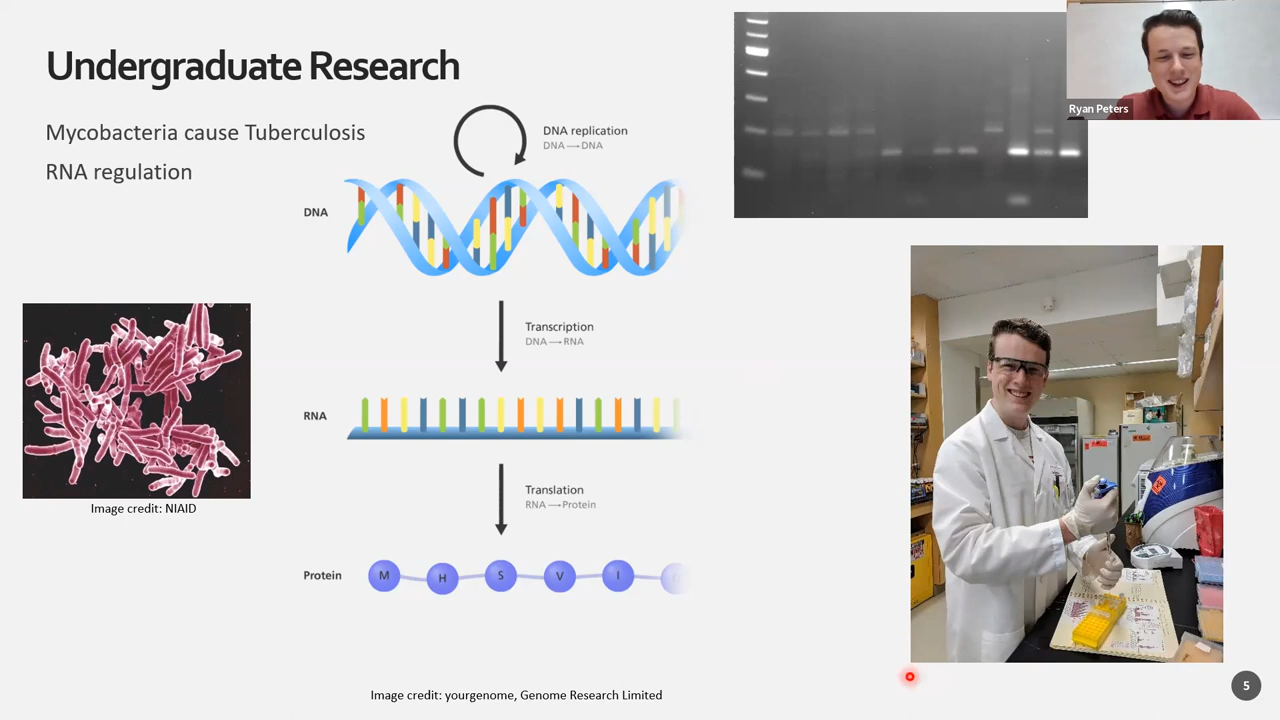 Undergraduate Research
Mycobacteria cause Tuberculosis
RNA regulation
DNA replication
DNA → DNA
DNA
Transcription
DNA → RNA
RNA
Translation
RNA → Protein
Protein
M H S V I
Image credit: NIAID
Image credit: yourgenome, Genome Research Limited
Ryan Peters
5